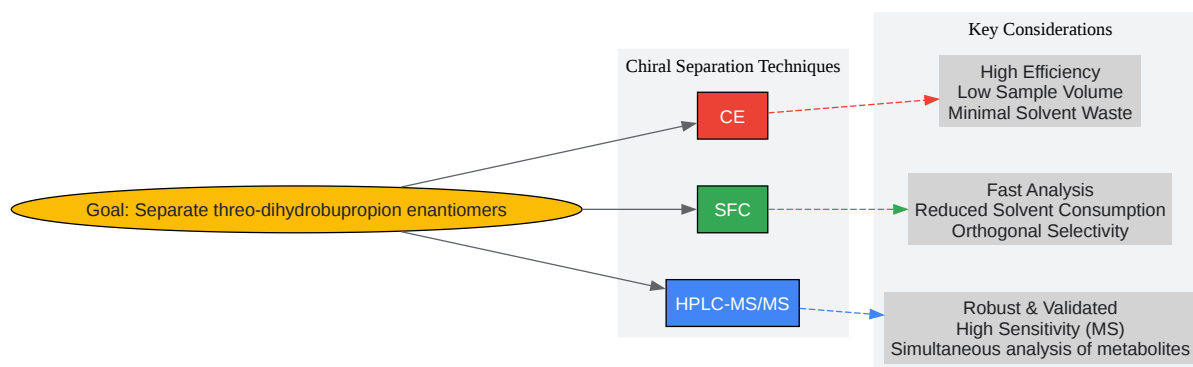 Key Considerations
Chiral Separation Techniques
High Efficiency
Low Sample Volume
Minimal Solvent Waste
CE
Goal: Separate threo-dihydrobupropion enantiomers
SFC
Fast Analysis
Reduced Solvent Consumption
Orthogonal Selectivity
HPLC-MS/MS
Robust & Validated
High Sensitivity (MS)
Simultaneous analysis of metabolites